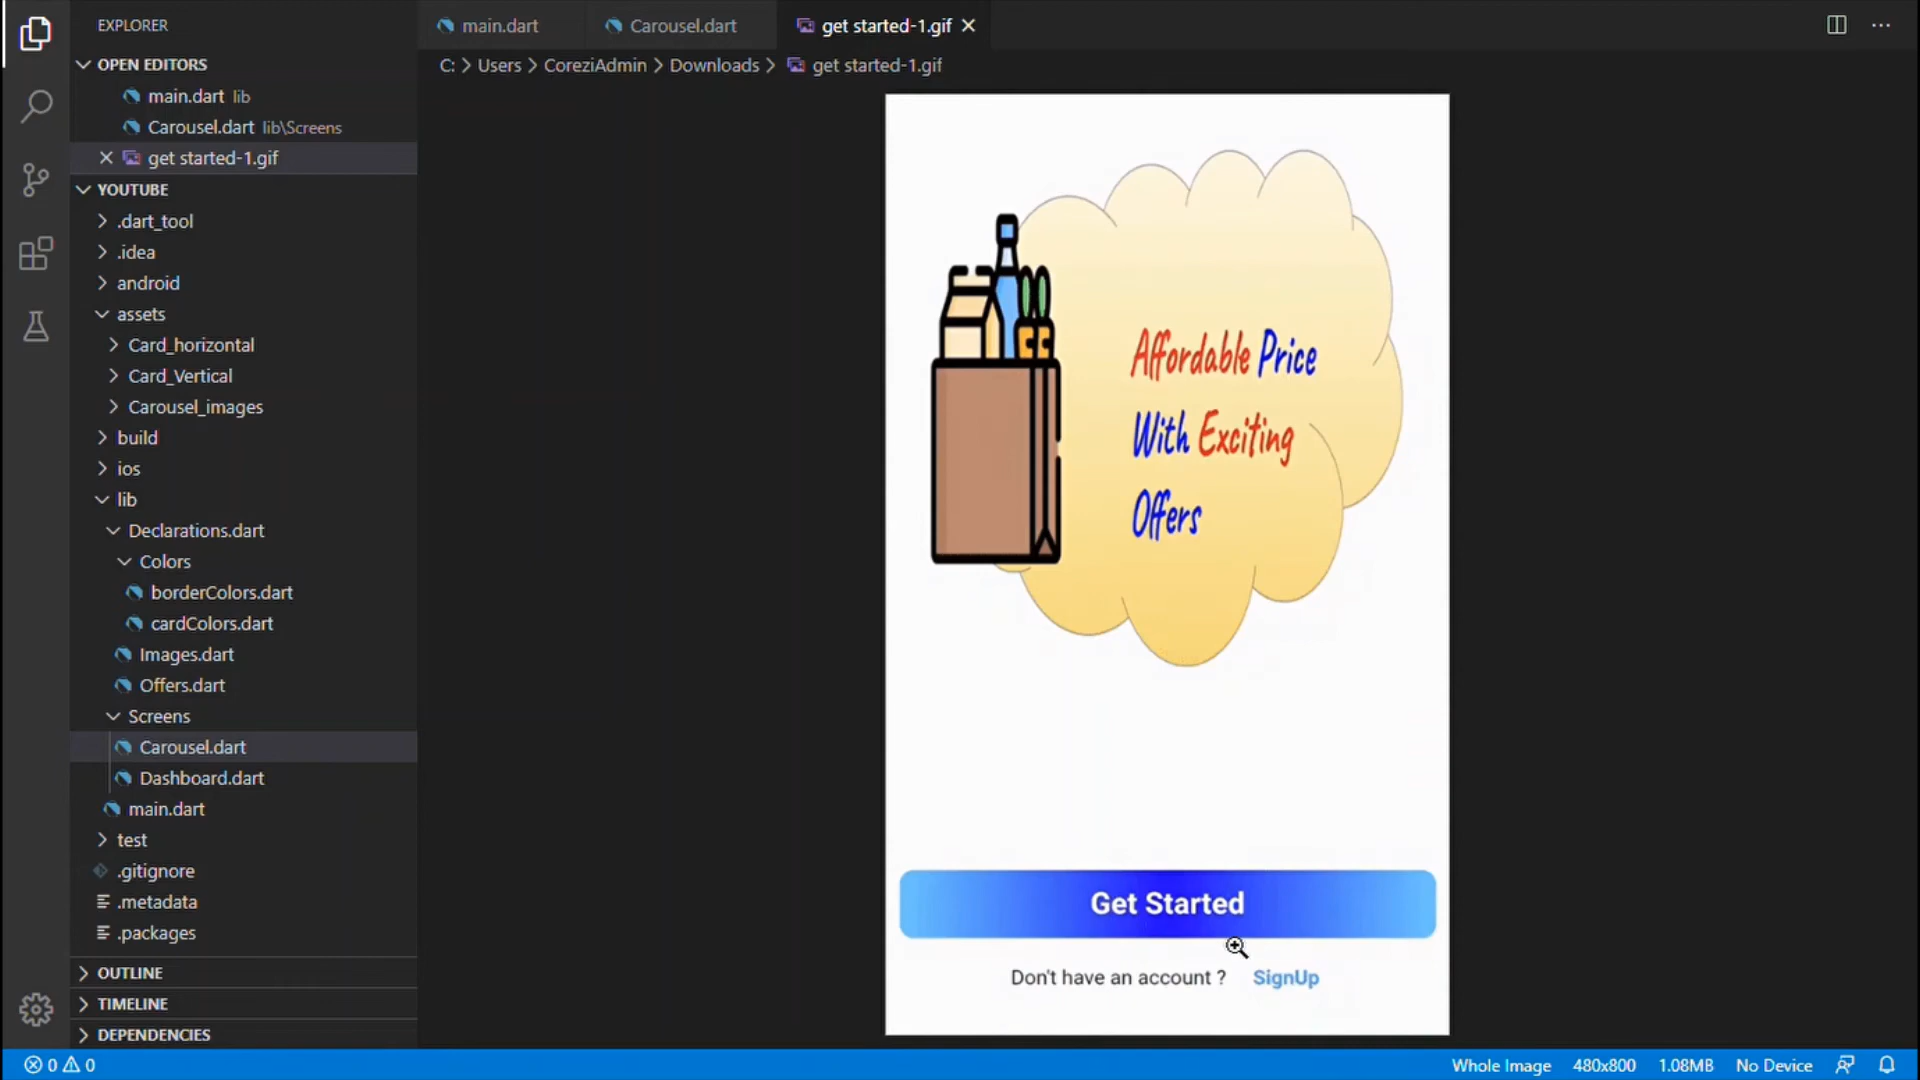 EXPLORER
OPEN EDITORS
main.dart lib
Carousel.dart lib\Screens
get started-1.gif
YOUTUBE
.dart_tool
.idea
android
assets
Card_horizontal
Card_Vertical
Carousel_images
build
ios
lib
Declarations.dart
Colors
borderColors.dart
cardColors.dart
Images.dart
Offers.dart
Screens
Carousel.dart
Dashboard.dart
main.dart
test
.gitignore
.metadata
.packages
OUTLINE
TIMELINE
DEPENDENCIES
main.dart Carousel.dart get started-1.gif
C: > Users > CoreziAdmin > Downloads > get started-1.gif
Affordable Price
With Exciting
Offers
Get Started
Don't have an account ? SignUp
0 0 Whole Image 480x800 1.08MB No Device